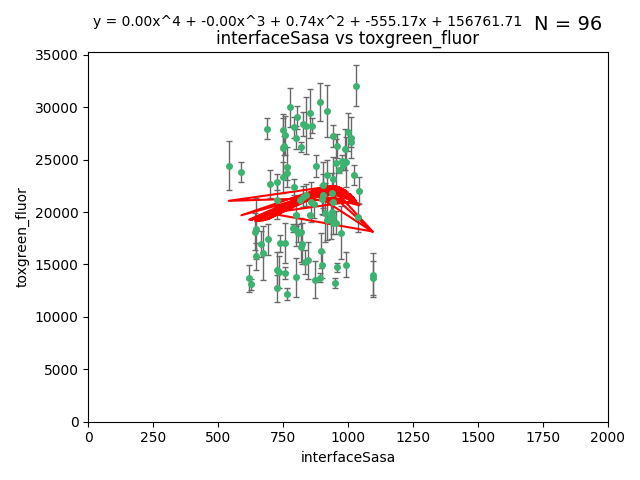 y = 0.00x^4 + -0.00x^3 + 0.74x^2 + -555.17x + 156761.71 N = 96
interfaceSasa vs toxgreen_fluor
35000
30000
25000
20000
15000
10000
5000
0
toxgreen_fluor
0 250 500 750 1000 1250 1500 1750 2000
interfaceSasa